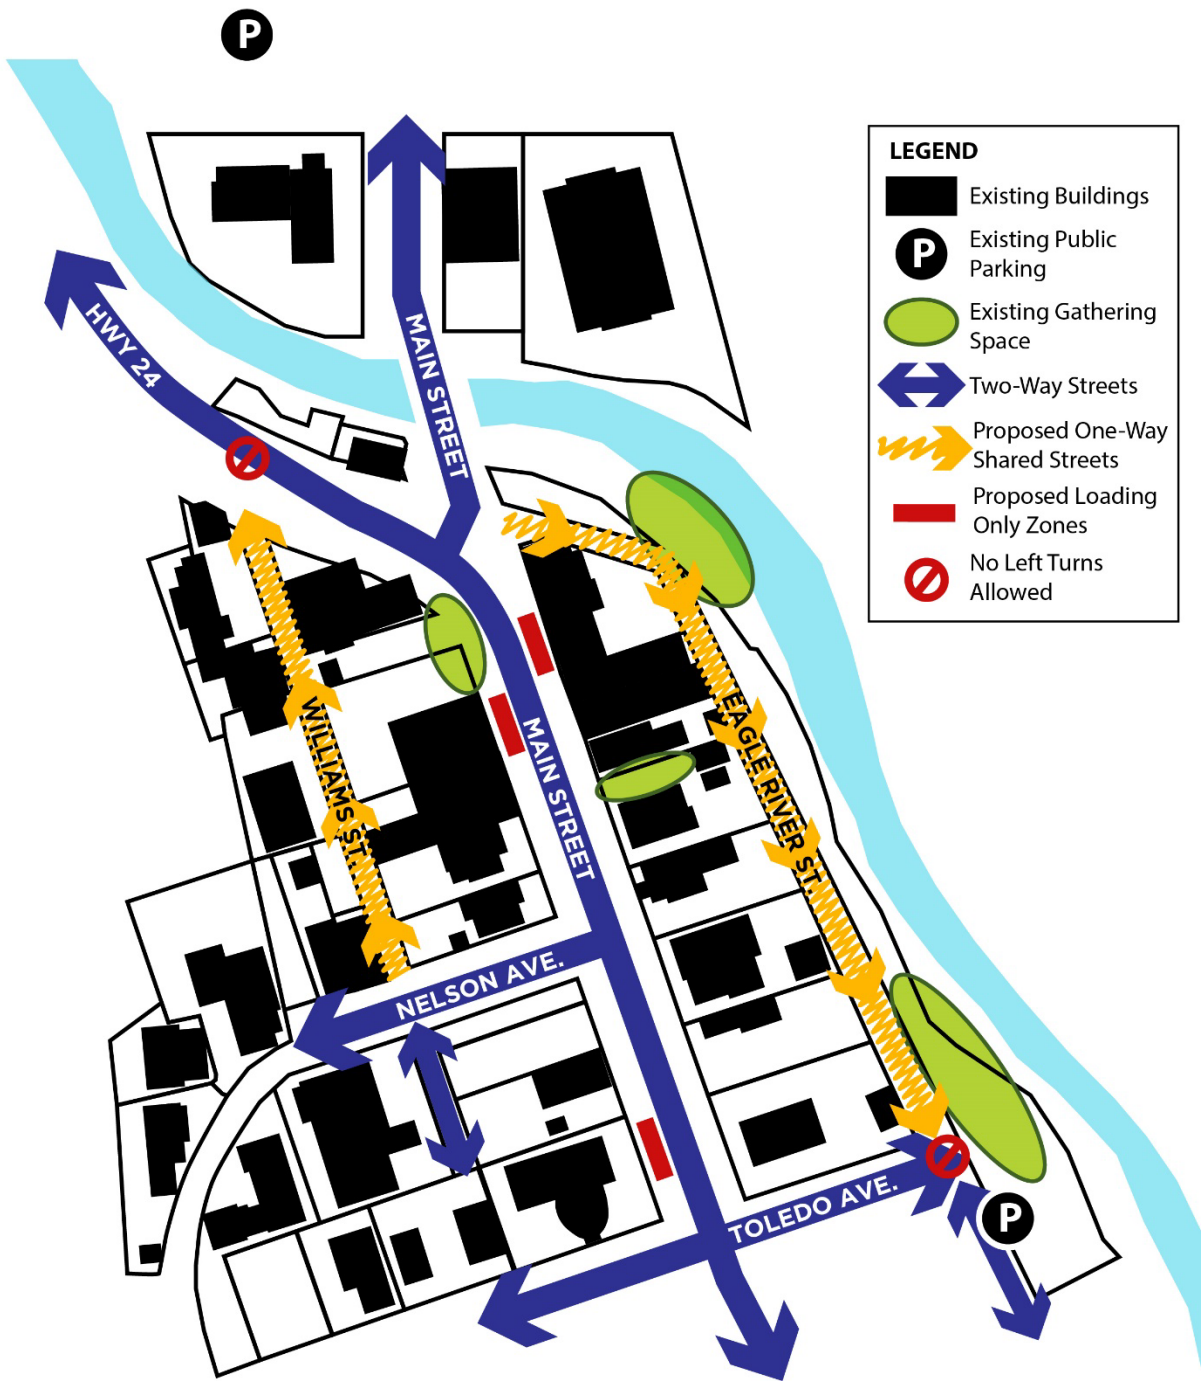 P
LEGEND
Existing Buildings
P
Existing Public
Parking
Existing Gathering
Space
Two-Way Streets
Proposed One-Way
Shared Streets
Proposed Loading
Only Zones
No Left Turns
Allowed
HWY 24
MAIN STREET
WILLIAMS ST.
MAIN STREET
EAGLE RIVER ST.
NELSON AVE.
TOLEDO AVE.
P